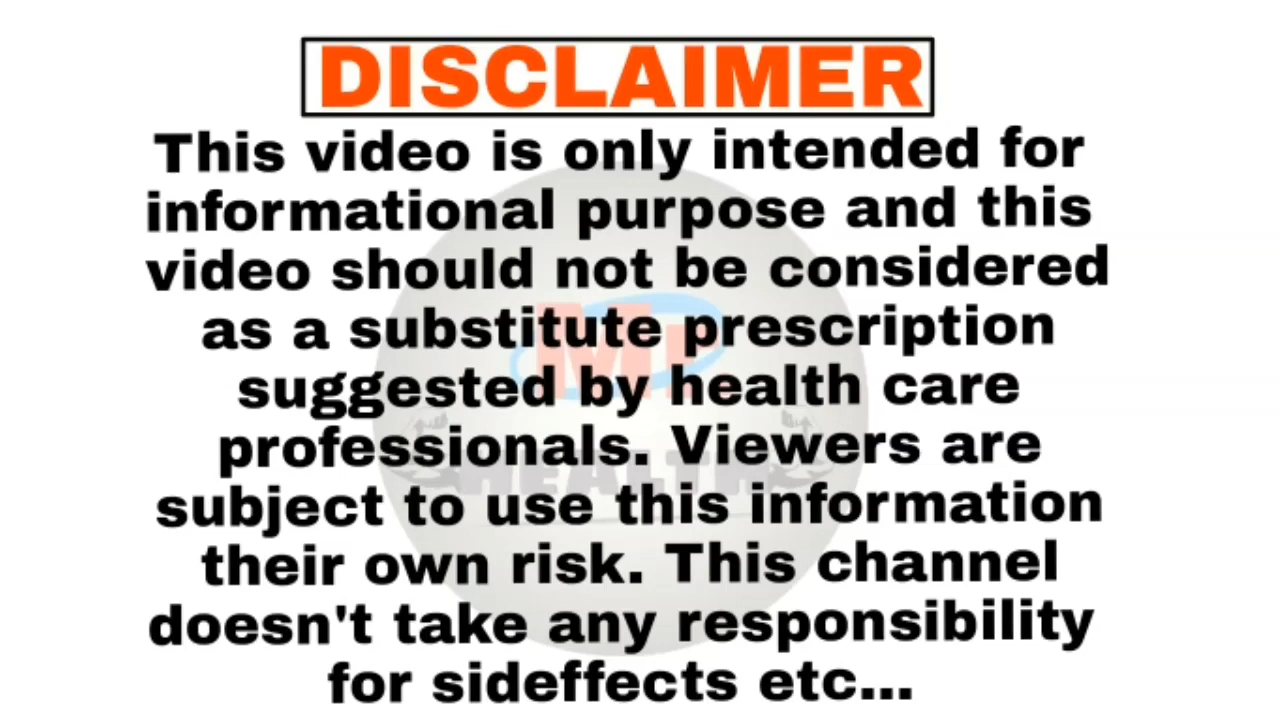 DISCLAIMER
This video is only intended for
informational purpose and this
video should not be considered
as a substitute prescription
suggested by health care
professionals. Viewers are
subject to use this information
their own risk. This channel
doesn't take any responsibility
for sideffects etc...
HEALTH